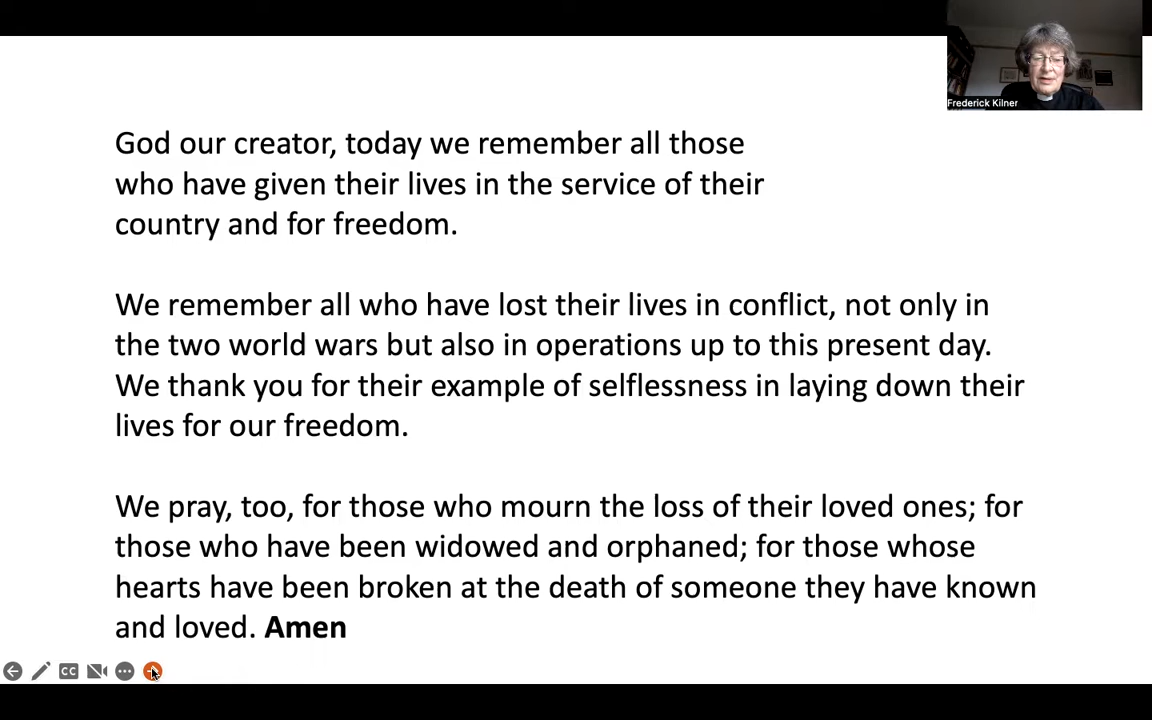 Frederick Kilner
God our creator, today we remember all those
who have given their lives in the service of their
country and for freedom.
We remember all who have lost their lives in conflict, not only in
the two world wars but also in operations up to this present day.
We thank you for their example of selflessness in laying down their
lives for our freedom.
We pray, too, for those who mourn the loss of their loved ones; for
those who have been widowed and orphaned; for those whose
hearts have been broken at the death of someone they have known
and loved. Amen
CC